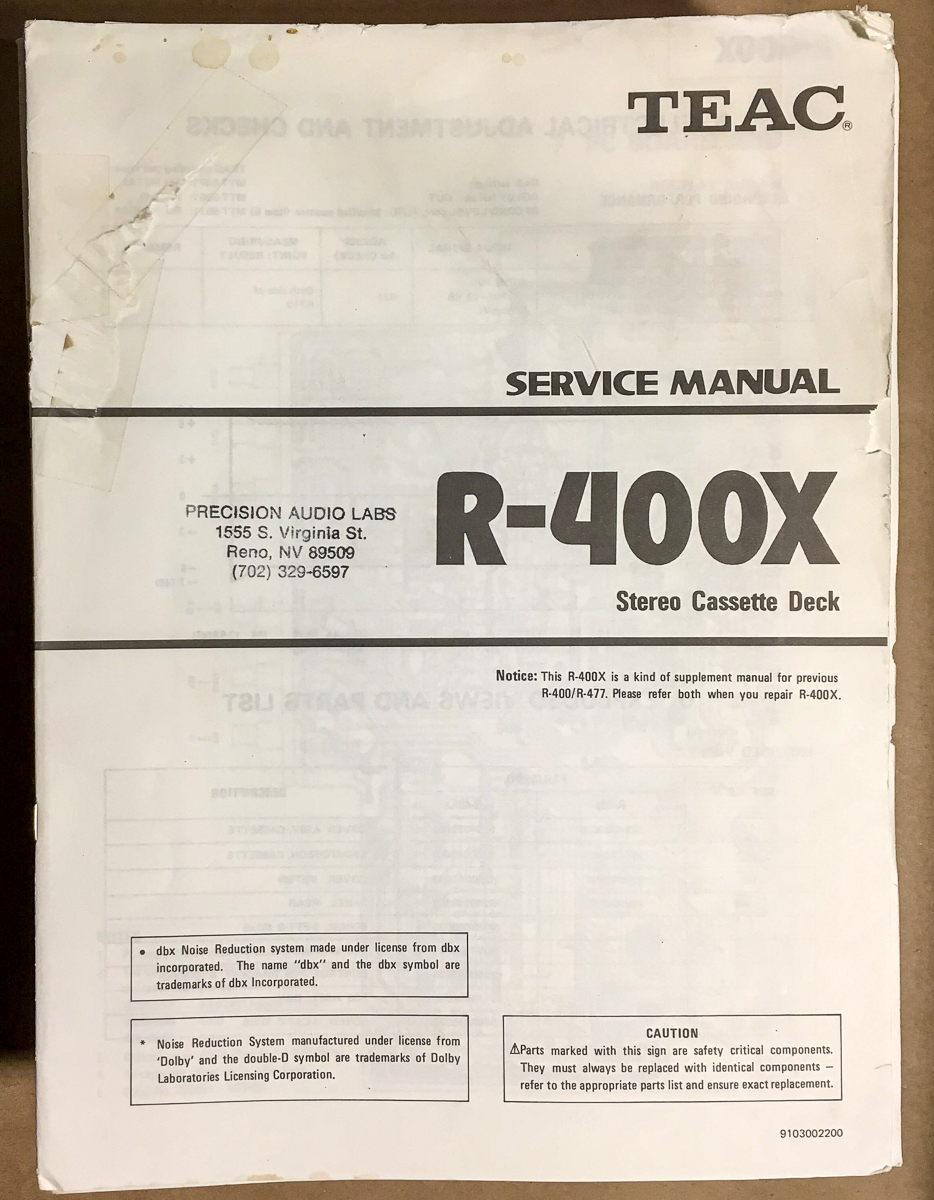 TEAC®
SERVICE MANUAL
R-400X
Stereo Cassette Deck
PRECISION AUDIO LABS
1555 S. Virginia St.
Reno, NV 89509
(702) 329-6597
Notice: This R-400X is a kind of supplement manual for previous
R-400/R-477. Please refer both when you repair R-400X.
• dbx Noise Reduction system made under license from dbx
incorporated. The name "dbx" and the dbx symbol are
trademarks of dbx Incorporated.
* Noise Reduction System manufactured under license from
'Dolby' and the double-D symbol are trademarks of Dolby
Laboratories Licensing Corporation.
CAUTION
⚠Parts marked with this sign are safety critical components.
They must always be replaced with identical components –
refer to the appropriate parts list and ensure exact replacement.
9103002200